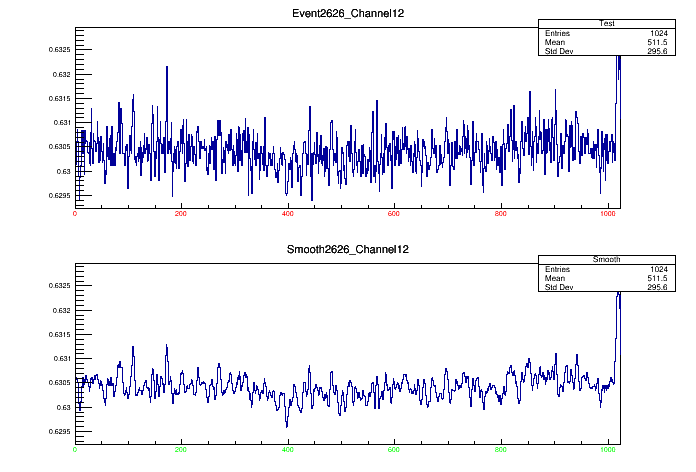 Event2626_Channel12
Test
Entries 1024
Mean 511.5
Std Dev 295.6
0.6325
0.632
0.6315
0.631
0.6305
0.63
0.6295
0 200 400 600 800 1000
Smooth2626_Channel12
Smooth
Entries 1024
Mean 511.5
Std Dev 295.6
0.6325
0.632
0.6315
0.631
0.6305
0.63
0.6295
0 200 400 600 800 1000